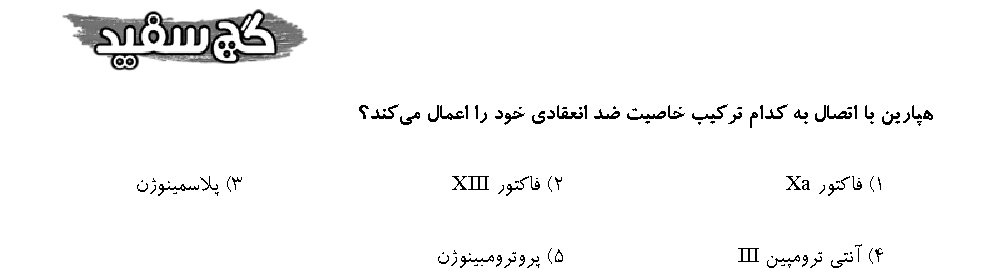 گچ سفید
هپارین با اتصال به کدام ترکیب خاصیت ضد انعقادی خود را اعمال می‌کند؟
۱) فاکتور Xa ۲) فاکتور XIII ۳) پلاسمینوژن
۴) آنتی ترومپین III ۵) پروترومبینوژن